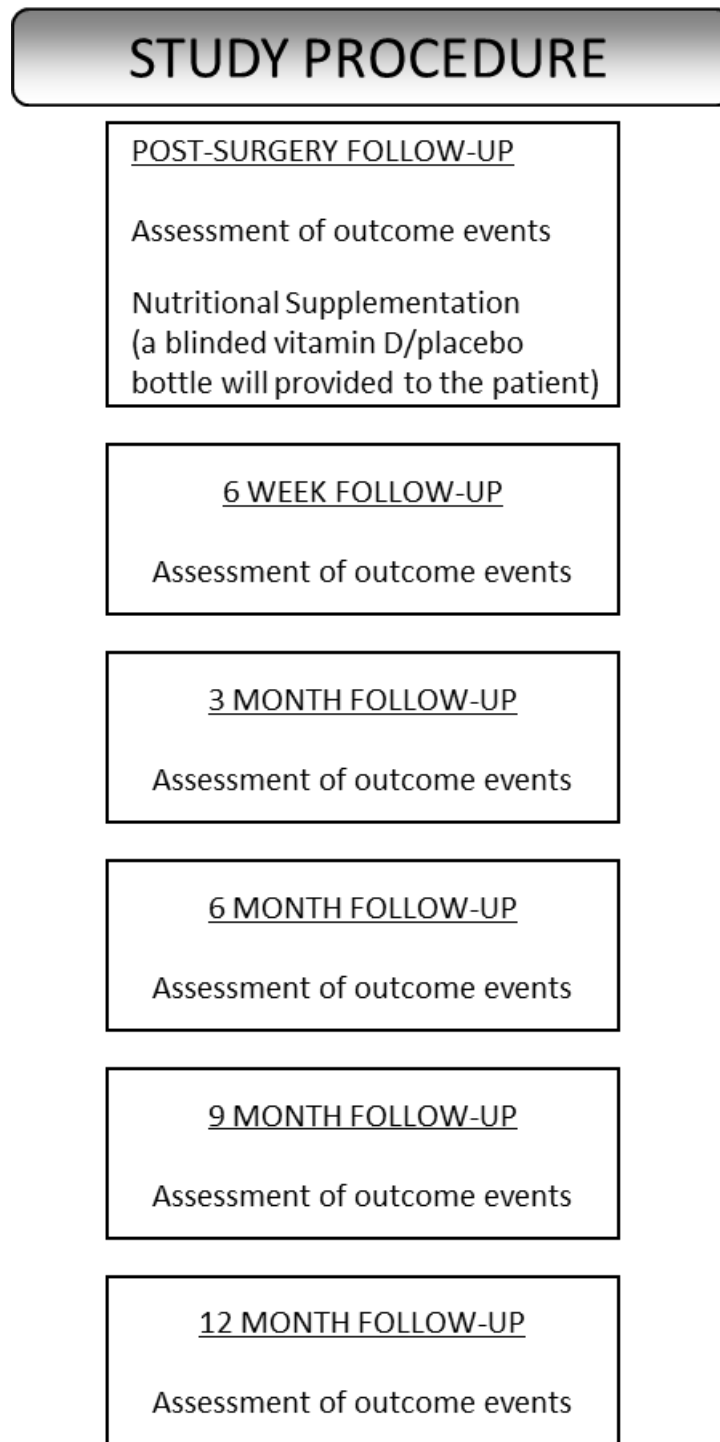 STUDY PROCEDURE
POST-SURGERY FOLLOW-UP
Assessment of outcome events
Nutritional Supplementation
(a blinded vitamin D/placebo
bottle will provided to the patient)
6 WEEK FOLLOW-UP
Assessment of outcome events
3 MONTH FOLLOW-UP
Assessment of outcome events
6 MONTH FOLLOW-UP
Assessment of outcome events
9 MONTH FOLLOW-UP
Assessment of outcome events
12 MONTH FOLLOW-UP
Assessment of outcome events